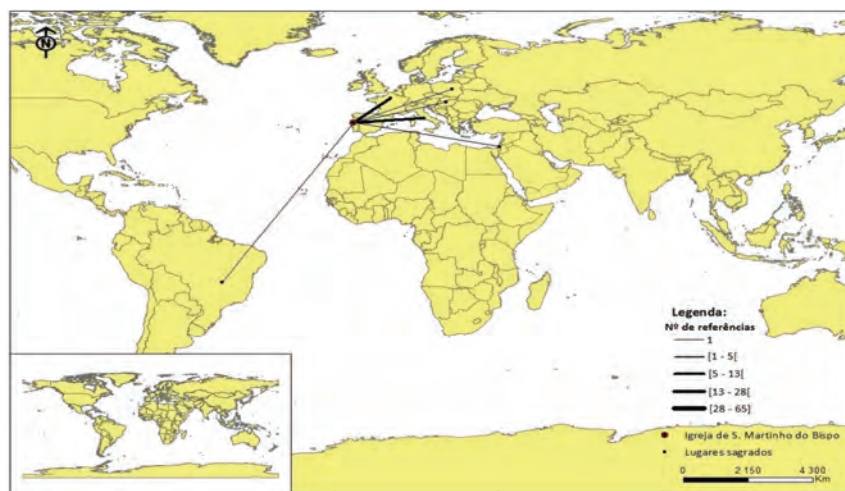 N
Legenda:
Nº de referências
1
[1 - 5[
[5 - 13[
[13 - 28[
[28 - 65]
Igreja de S. Martinho do Bispo
Lugares sagrados
0 2 150 4 300
Km